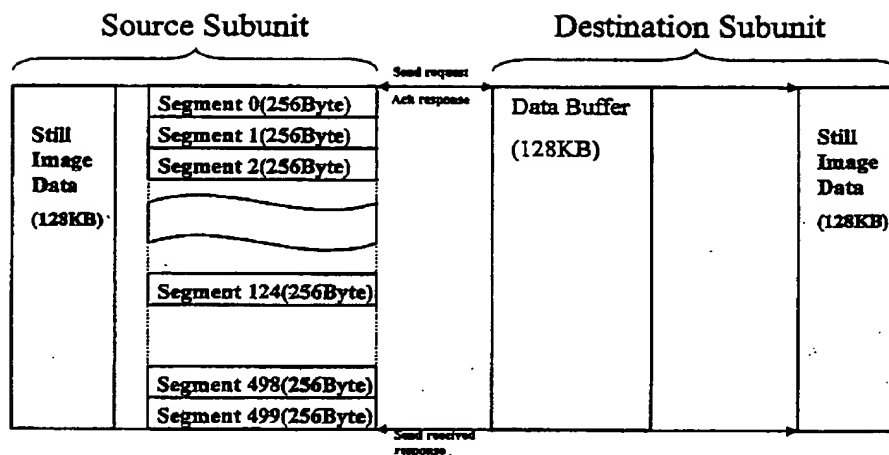 Source Subunit
Destination Subunit
Send request
Ack response
Still
Image
Data
(128KB)
Segment 0(256Byte)
Segment 1(256Byte)
Segment 2(256Byte)
Segment 124(256Byte)
Segment 498(256Byte)
Segment 499(256Byte)
Data Buffer
(128KB)
Still
Image
Data
(128KB)
Send received
response